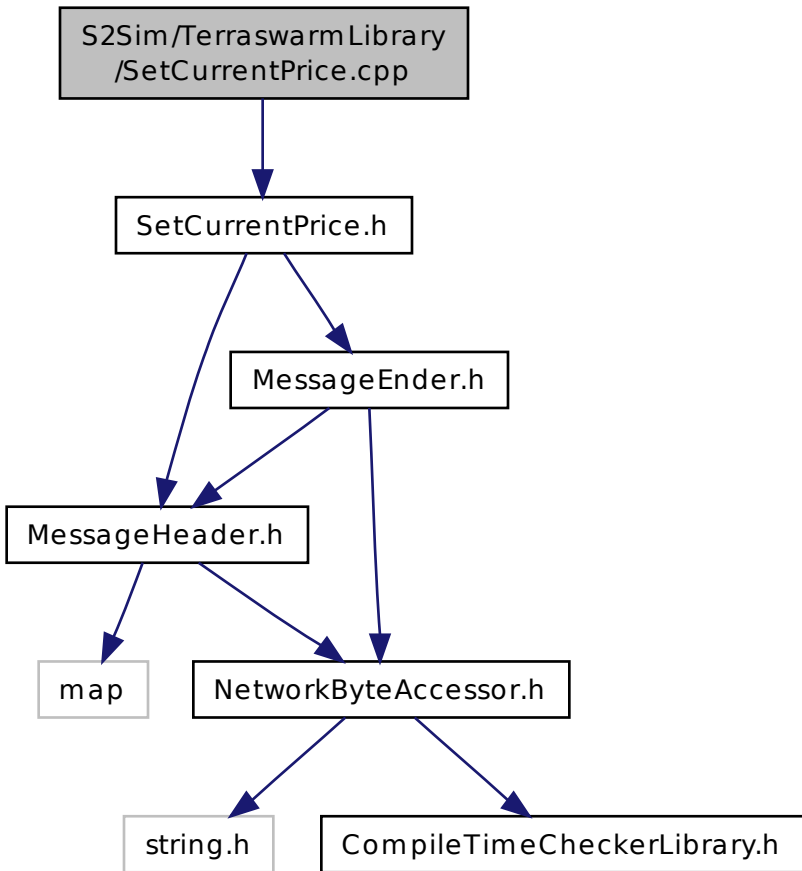 S2Sim/TerraswarmLibrary
/SetCurrentPrice.cpp
SetCurrentPrice.h
MessageEnder.h
MessageHeader.h
map
NetworkByteAccessor.h
string.h
CompileTimeCheckerLibrary.h